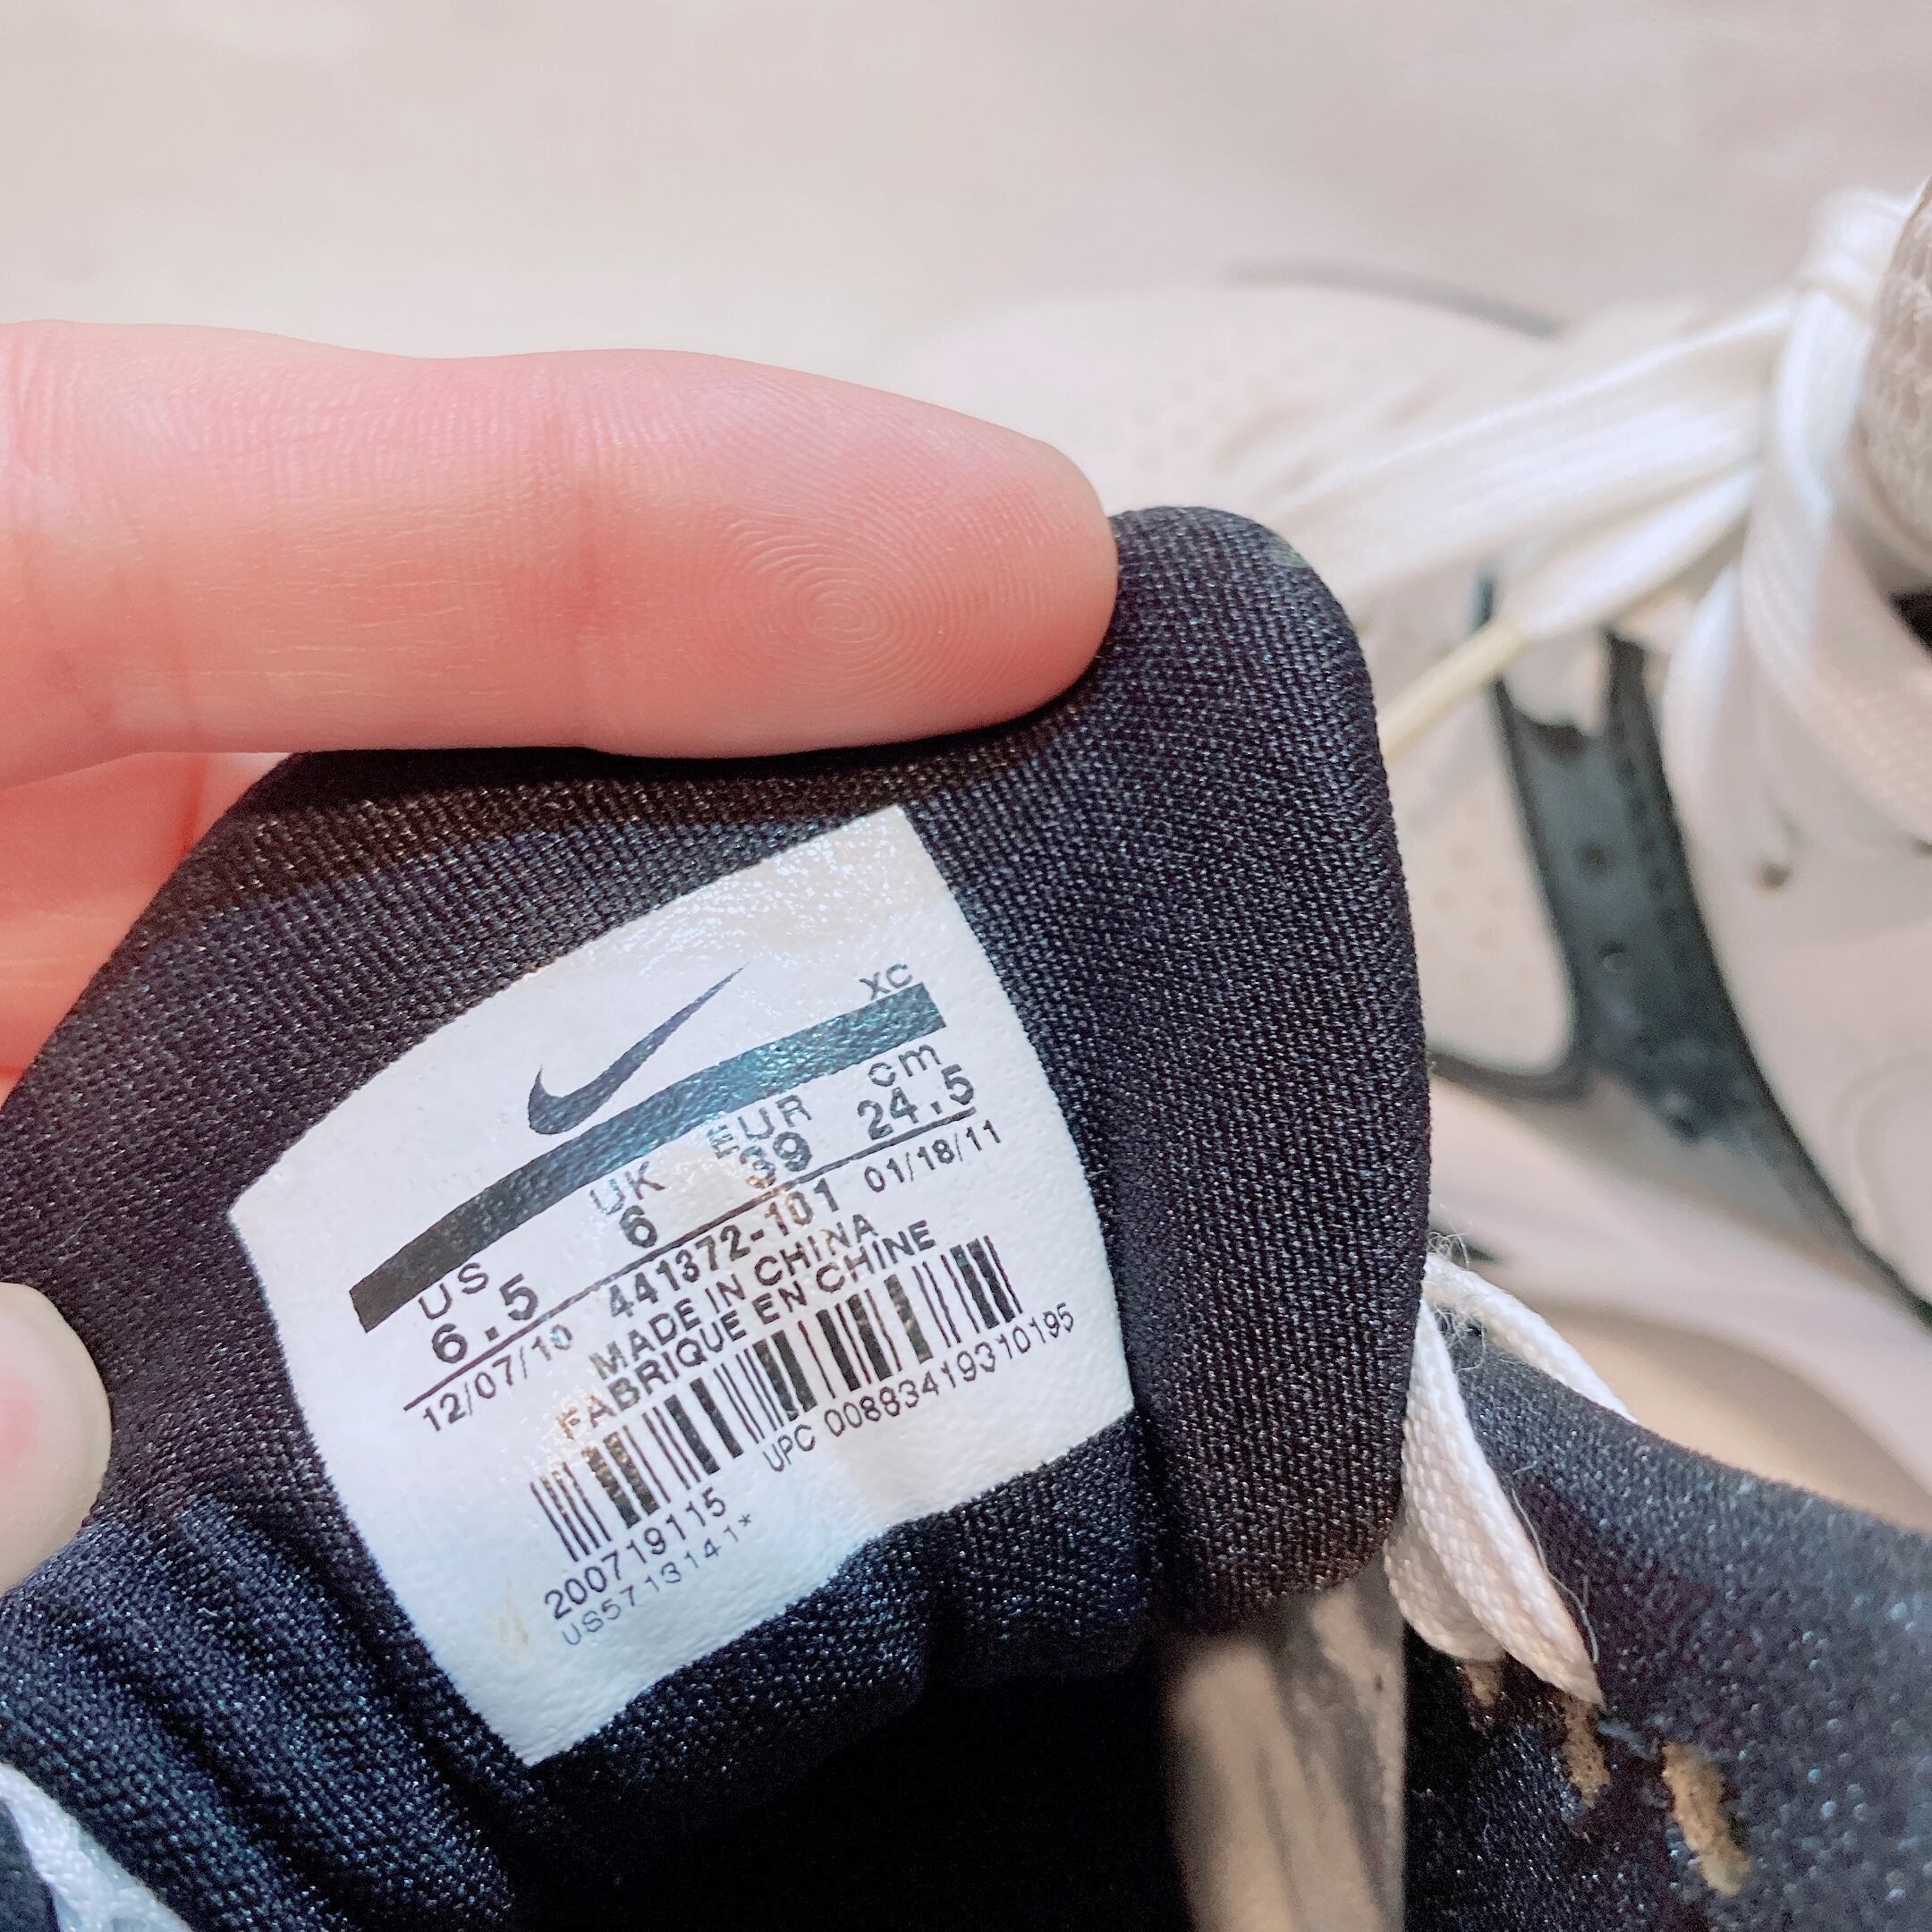 XC
US UK EUR cm
6.5 6 39 24.5
12/07/10 441372-101 01/18/11
MADE IN CHINA
FABRIQUE EN CHINE
UPC 00883419310195
200719115
US5713141*